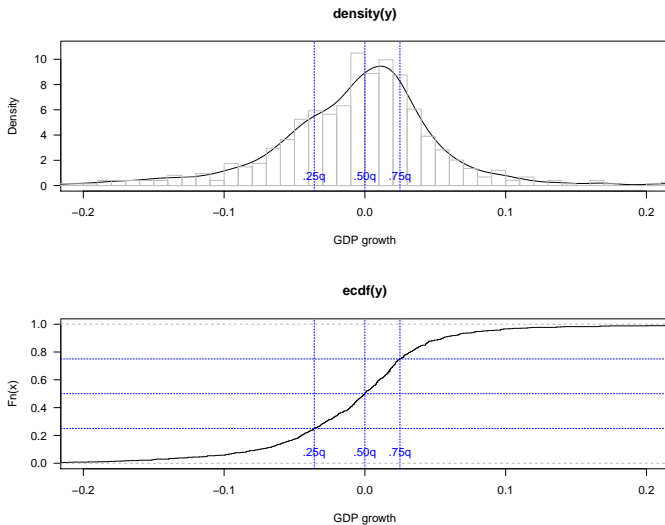 density(y)
Density
10
8
6
4
2
0
.25q .50q .75q
−0.2 −0.1 0.0 0.1 0.2
GDP growth
ecdf(y)
Fn(x)
1.0
0.8
0.6
0.4
0.2
0.0
.25q .50q .75q
−0.2 −0.1 0.0 0.1 0.2
GDP growth